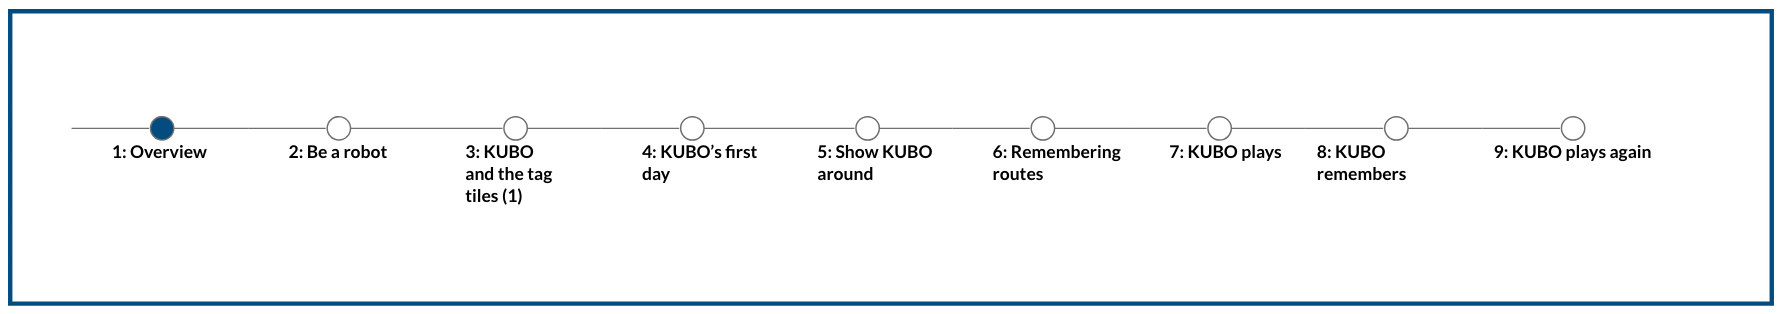 1: Overview
2: Be a robot
3: KUBO
and the tag
tiles (1)
4: KUBO’s first
day
5: Show KUBO
around
6: Remembering
routes
7: KUBO plays
8: KUBO
remembers
9: KUBO plays again